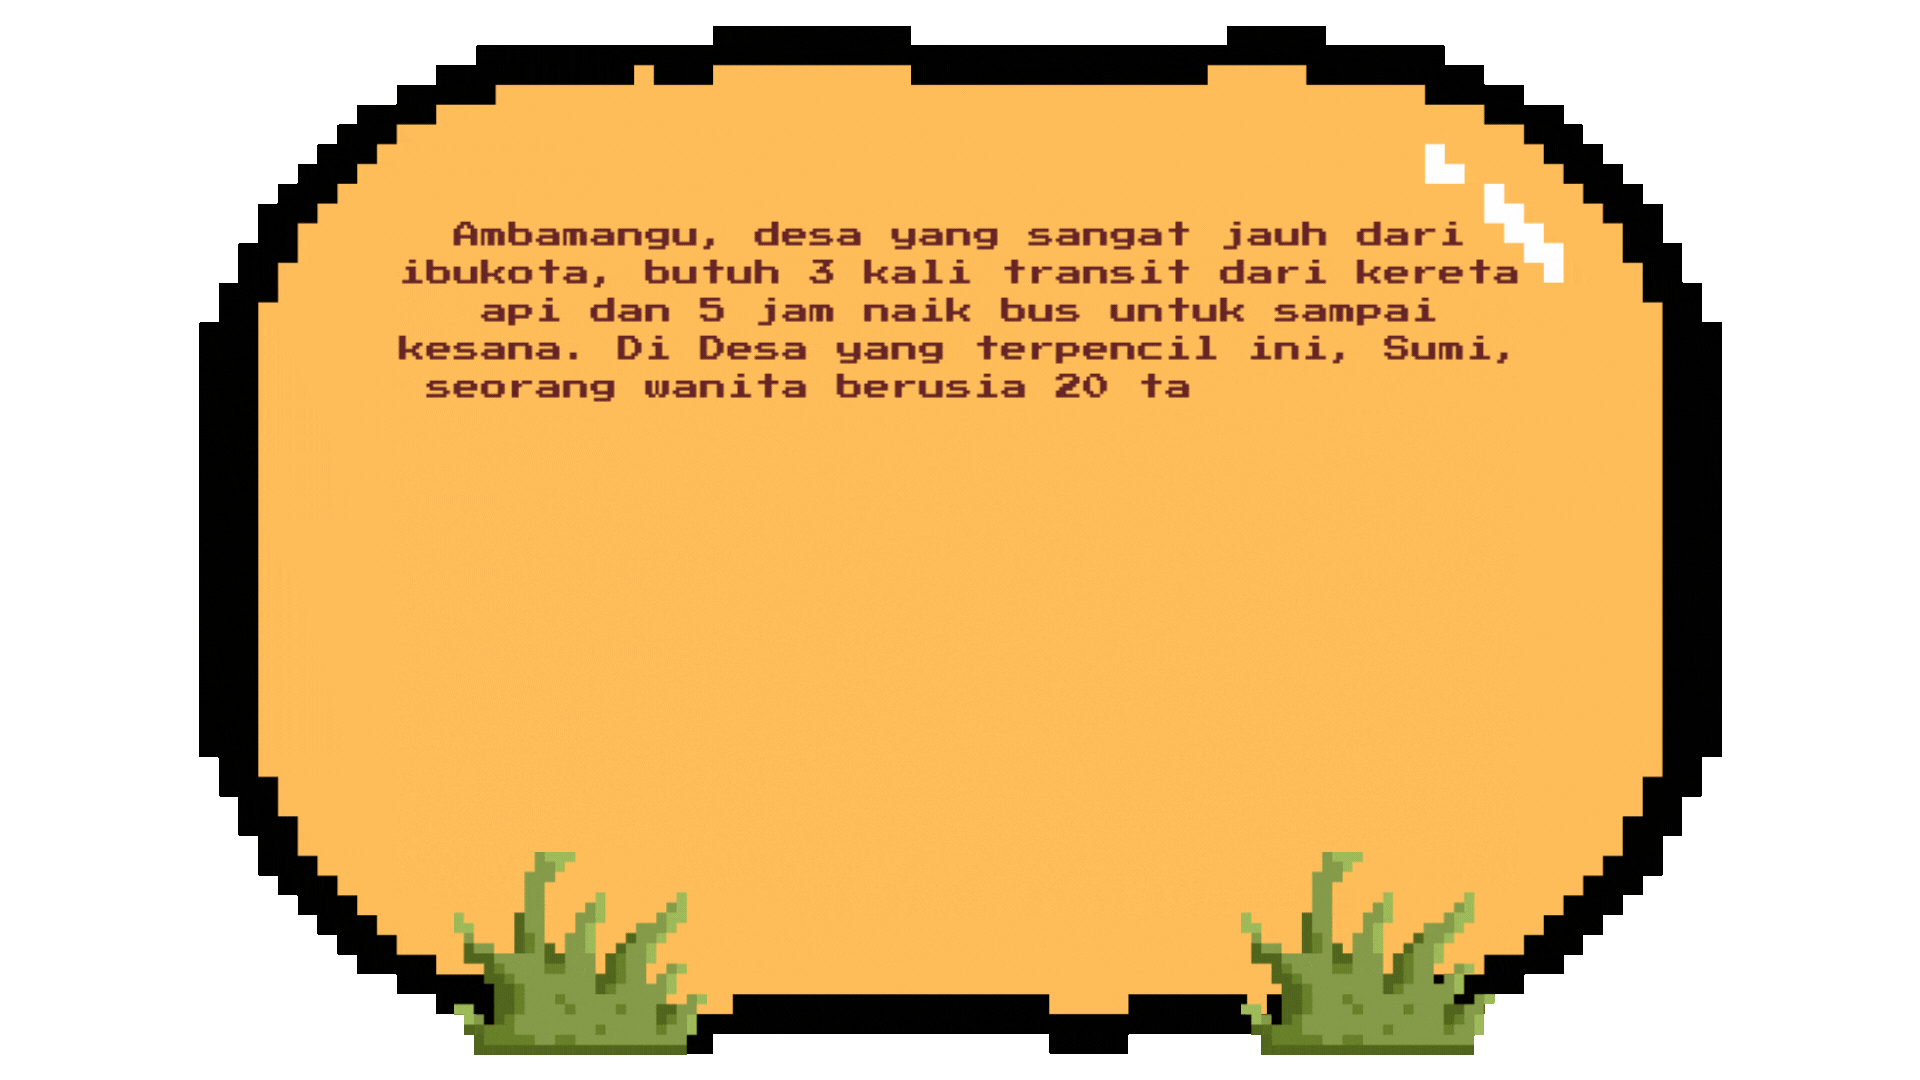 Ambamangu, desa yang sangat jauh dari
ibukota, butuh 3 kali transit dari kereta
api dan 5 jam naik bus untuk sampai
kesana. Di Desa yang terpencil ini, Sumi,
seorang wanita berusia 20 ta